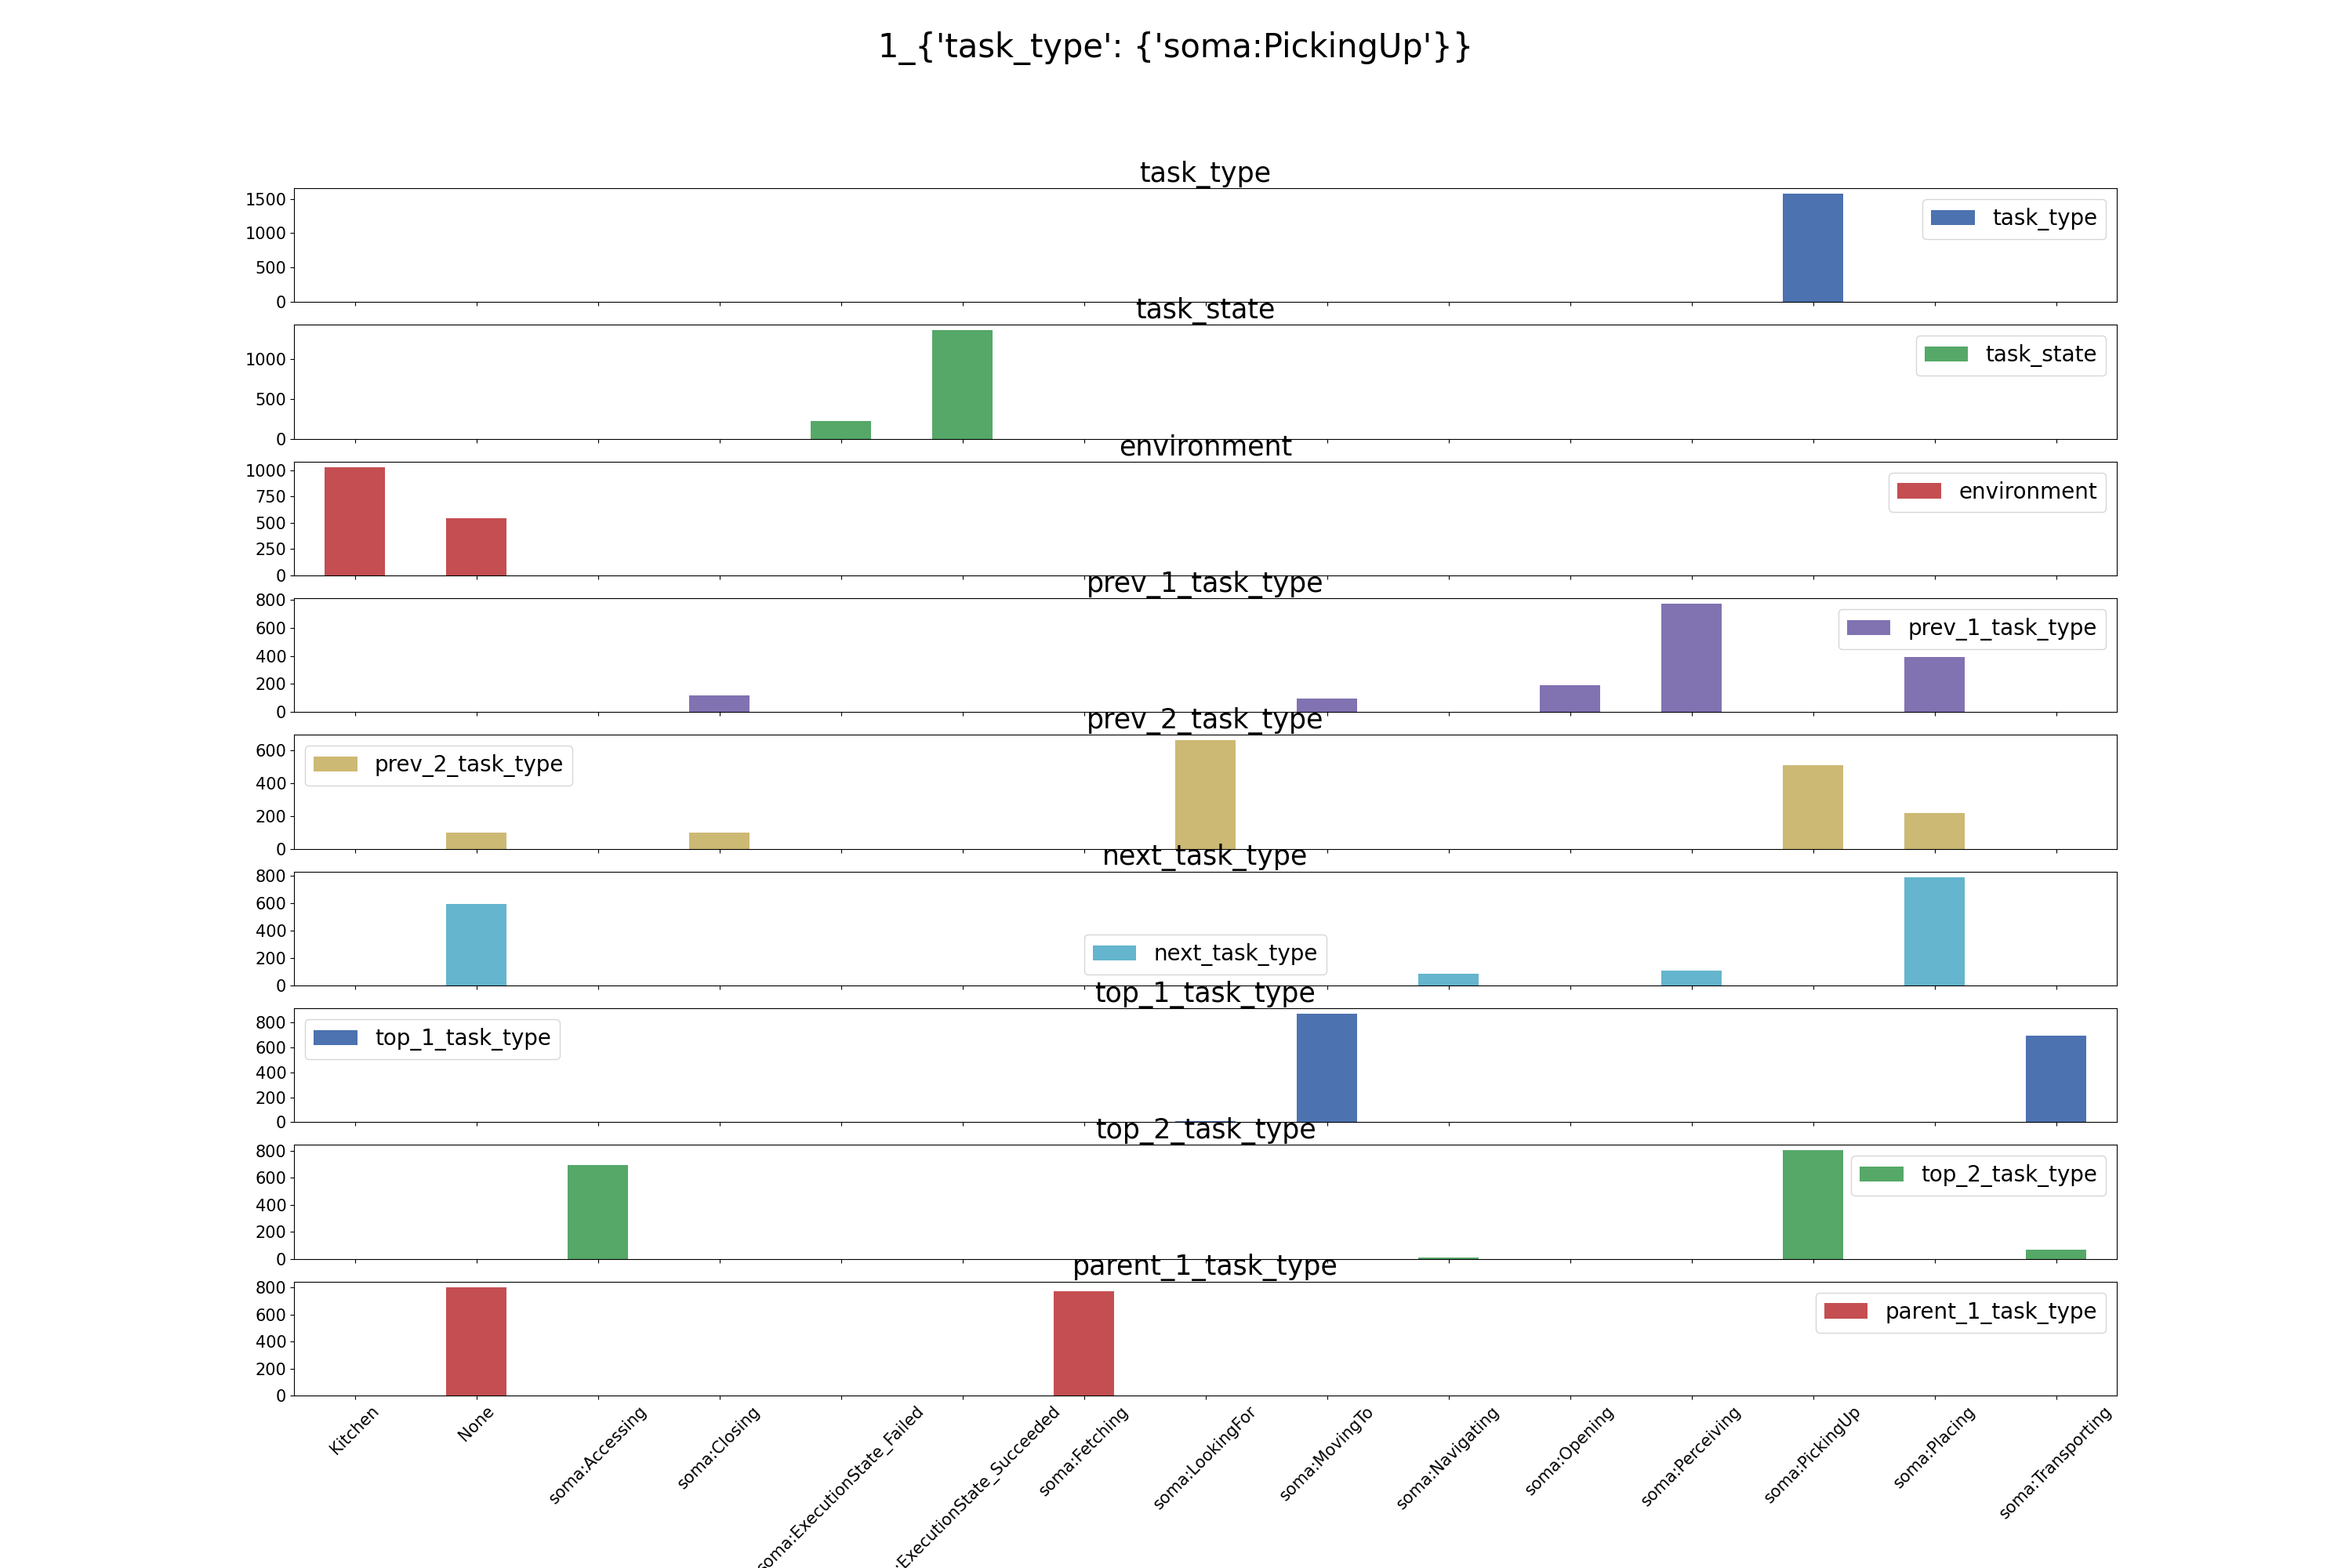 1_{'task_type': {'soma:PickingUp'}}
task_type
1500
1000
500
0
task_type
task_state
1000
500
0
task_state
environment
1000
750
500
250
0
environment
prev_1_task_type
800
600
400
200
0
prev_1_task_type
prev_2_task_type
600
400
200
0
prev_2_task_type
next_task_type
800
600
400
200
0
next_task_type
top_1_task_type
800
600
400
200
0
top_1_task_type
top_2_task_type
800
600
400
200
0
top_2_task_type
parent_1_task_type
800
600
400
200
0
parent_1_task_type
Kitchen
None
soma:Accessing
soma:Closing
soma:ExecutionState_Failed
:ExecutionState_Succeeded
soma:Fetching
soma:LookingFor
soma:MovingTo
soma:Navigating
soma:Opening
soma:Perceiving
soma:PickingUp
soma:Placing
soma:Transporting